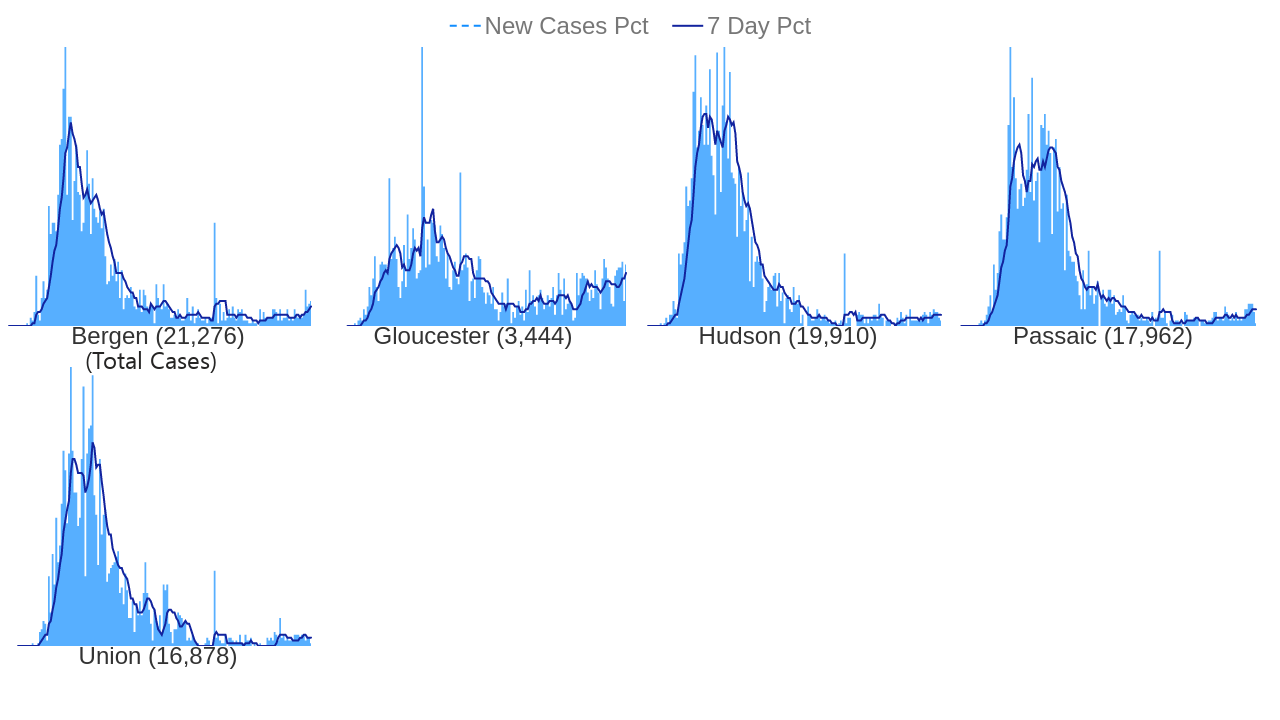 New Cases Pct 7 Day Pct
Bergen (21,276) Gloucester (3,444) Hudson (19,910) Passaic (17,962)
(Total Cases)
Union (16,878)